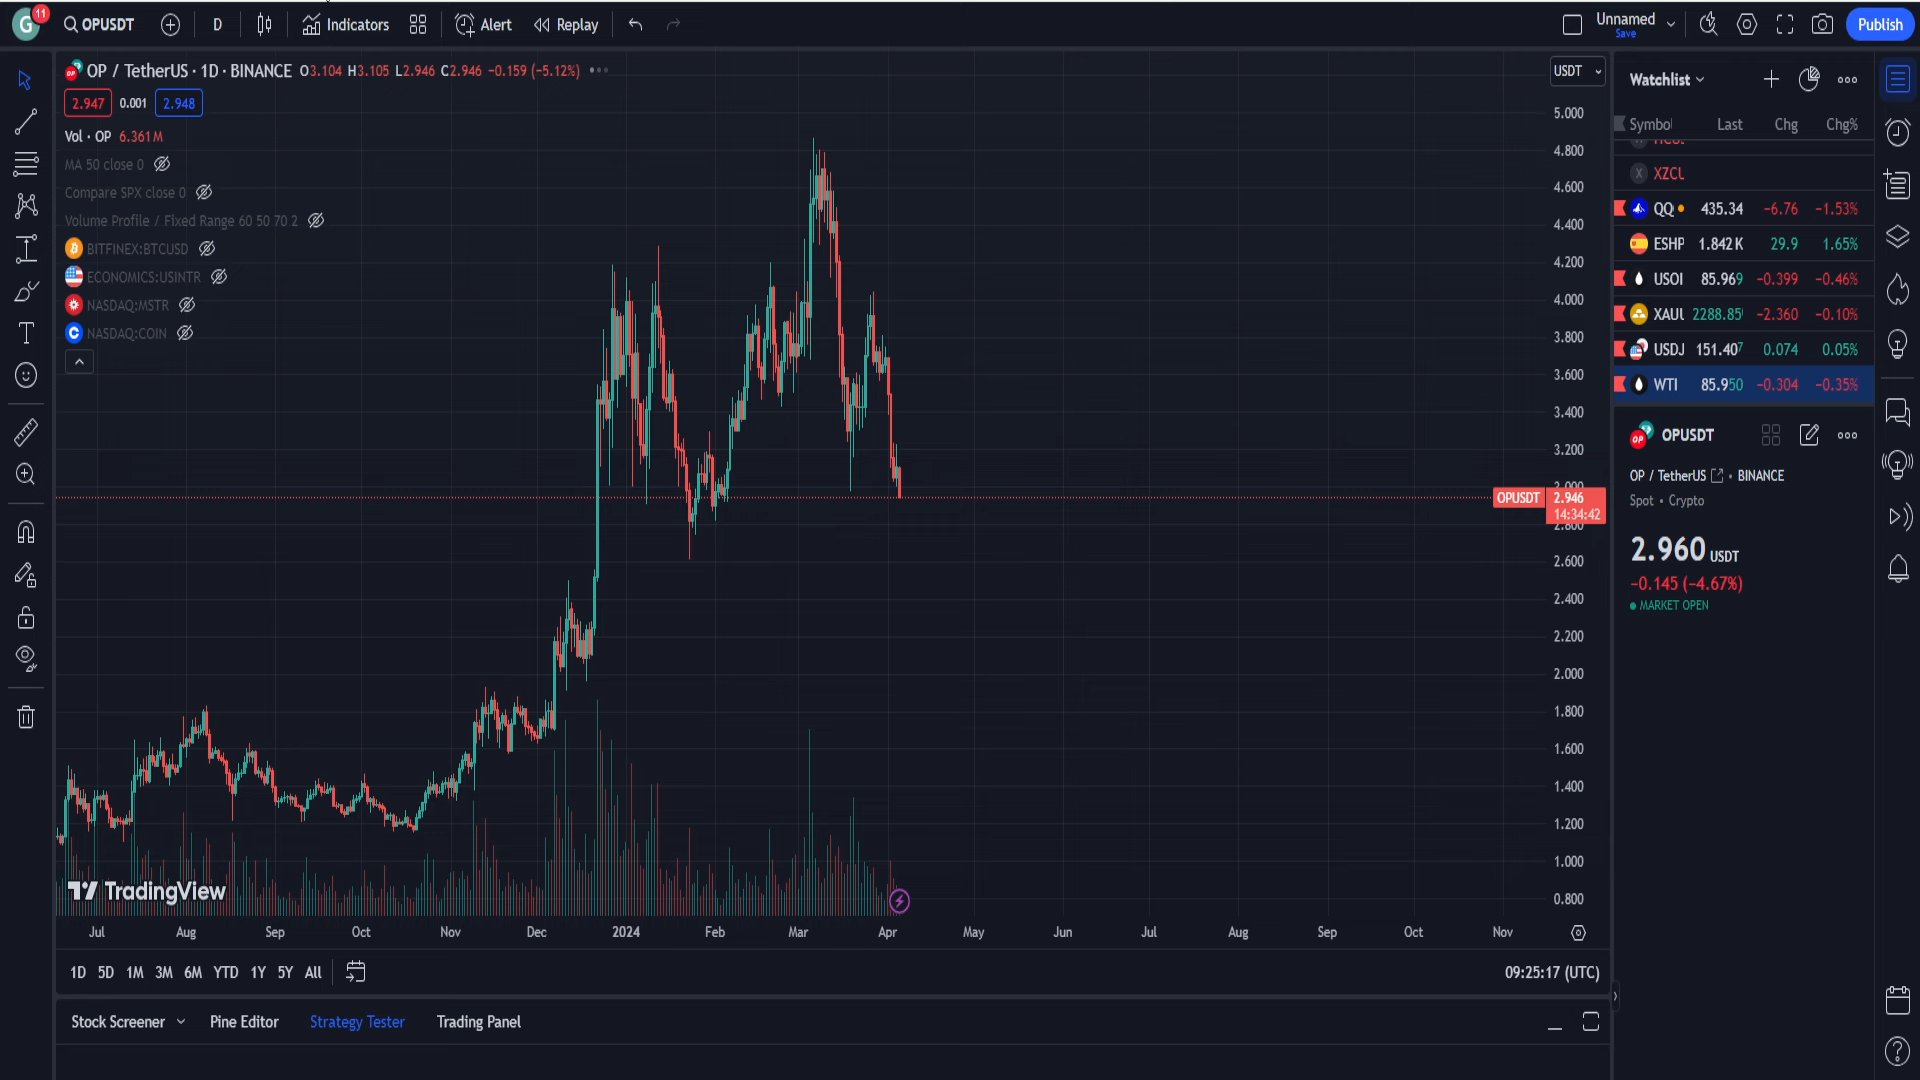 G 11 OPUSDT D Indicators Alert Replay Unnamed Save Publish
OP / TetherUS · 1D · BINANCE O3.104 H3.105 L2.946 C2.946 −0.159 (−5.12%)
2.947 0.001 2.948
Vol · OP 6.361 M
MA 50 close 0
Compare SPX close 0
Volume Profile / Fixed Range 60 50 70 2
BITFINEX:BTCUSD
ECONOMICS:USINTR
NASDAQ:MSTR
NASDAQ:COIN
USDT
5.000
4.800
4.600
4.400
4.200
4.000
3.800
3.600
3.400
3.200
OPUSDT 2.946
14:34:42
2.600
2.400
2.200
2.000
1.800
1.600
1.400
1.200
1.000
0.800
TradingView
Jul Aug Sep Oct Nov Dec 2024 Feb Mar Apr May Jun Jul Aug Sep Oct Nov
1D 5D 1M 3M 6M YTD 1Y 5Y All 09:25:17 (UTC)
Stock Screener Pine Editor Strategy Tester Trading Panel
Watchlist
Symbol Last Chg Chg%
X XZCU
QQ 435.34 −6.76 −1.53%
ESHP 1.842 K 29.9 1.65%
USOI 85.969 −0.399 −0.46%
XAUU 2288.85 −2.360 −0.10%
USDJ 151.407 0.074 0.05%
WTI 85.950 −0.304 −0.35%
OP OPUSDT
OP / TetherUS • BINANCE
Spot • Crypto
2.960 USDT
−0.145 (−4.67%)
MARKET OPEN